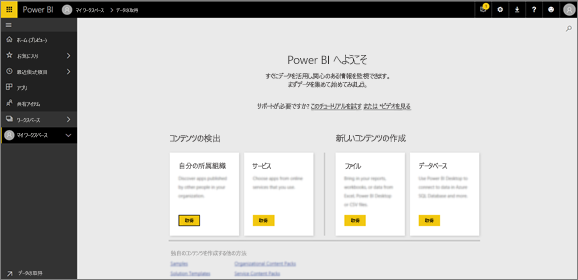 Power BI
マイ ワークスペース > データの取得
ホーム (プレビュー)
お気に入り
最近使った項目
アプリ
共有アイテム
ワークスペース
マイ ワークスペース
データの取得
Power BI へようこそ
すぐにデータを活用し、関心のある情報を監視できます。
まずデータを集めて始めてみましょう。
サポートが必要ですか? このチュートリアルを試す または ビデオを見る
コンテンツの検出
新しいコンテンツの作成
自分の所属組織
Discover apps published
by other people in your
organization
取得
サービス
Choose apps from online
services that you use
取得
ファイル
Bring in your reports,
workbooks, or data from
Excel, Power BI Desktop
or CSV files.
取得
データベース
Use Power BI Desktop to
connect to data in Azure
SQL Database and more
取得
独自のコンテンツを作成する他の方法
Samples
Organizational Content Packs
Solution Templates
Service Content Packs